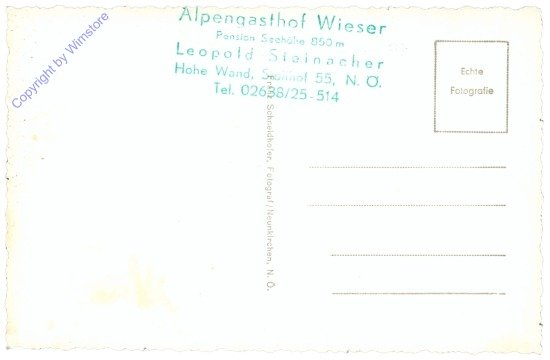 Alpengasthof Wieser
Pension Seehöhe 850 m
Leopold Stainacher
Hohe Wand, Stollhof 55, N. Ö.
Tel. 02638/25-514
Echte
Fotografie
Schneidhofer, Fotograf/Neunkirchen, N. Ö.
Copyright by Wimstore